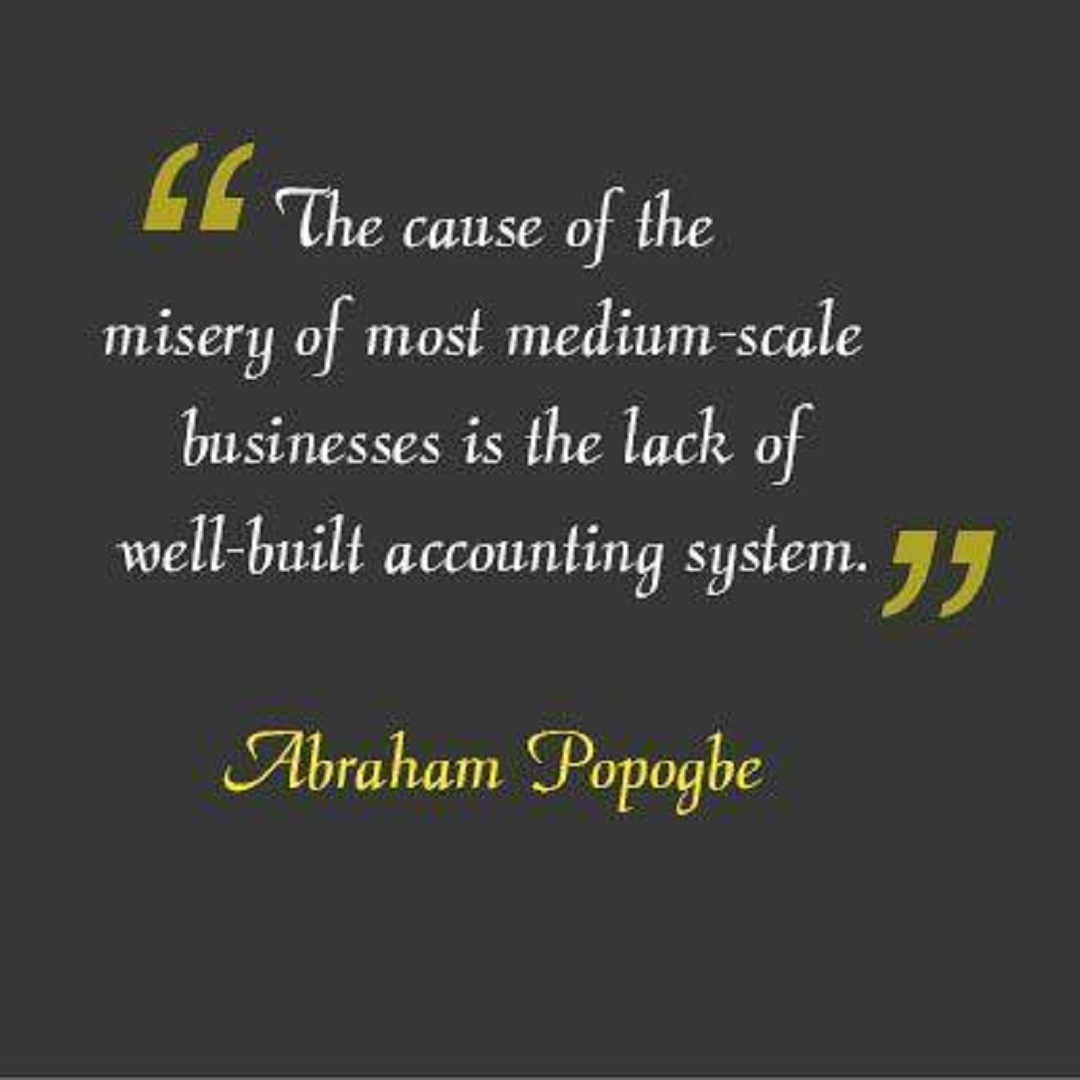 “ The cause of the
misery of most medium-scale
businesses is the lack of
well-built accounting system. ”
Abraham Popogbe